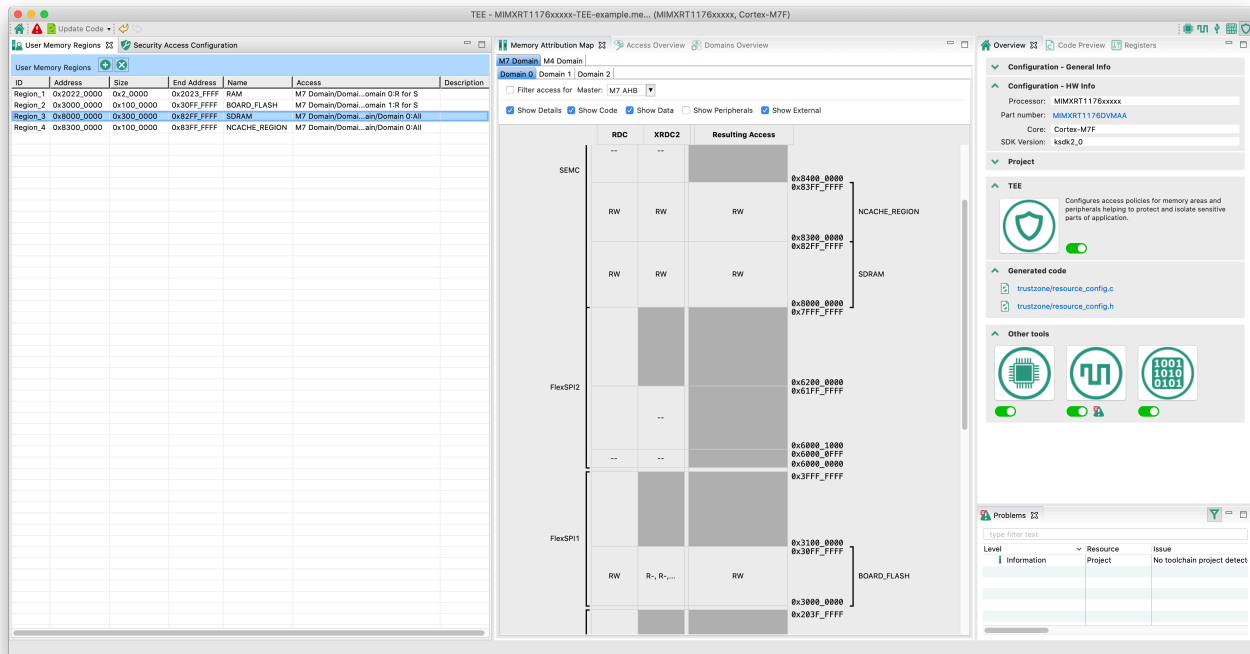 TEE - MIMXRT1176xxxxx-TEE-example.me... (MIMXRT1176xxxxx, Cortex-M7F)
Update Code
User Memory Regions
Security Access Configuration
User Memory Regions
ID Address Size End Address Name Access Description
Region_1 0x2022_0000 0x2_0000 0x2023_FFFF RAM M7 Domain/Domai...omain 0:R for S
Region_2 0x3000_0000 0x100_0000 0x30FF_FFFF BOARD_FLASH M7 Domain/Domai...omain 0:R for S
Region_3 0x8000_0000 0x300_0000 0x82FF_FFFF SDRAM M7 Domain/Domai...ain/Domain 0:All
Region_4 0x8300_0000 0x100_0000 0x83FF_FFFF NCACHE_REGION M7 Domain/Domai...ain/Domain 0:All
Memory Attribution Map
Access Overview
Domains Overview
M7 Domain M4 Domain
Domain 0 Domain 1 Domain 2
Filter access for Master: M7 AHB
Show Details Show Code Show Data Show Peripherals Show External
RDC XRDC2 Resulting Access
-- --
SEMC
0x8400_0000
0x83FF_FFFF
RW RW RW NCACHE_REGION
0x8300_0000
0x82FF_FFFF
RW RW RW SDRAM
0x8000_0000
0x7FFF_FFFF
0x6200_0000
FlexSPI2
0x61FF_FFFF
--
0x6000_1000
-- -- 0x6000_0FFF
0x6000_0000
0x3FFF_FFFF
FlexSPI1
0x3100_0000
0x30FF_FFFF
RW R-, R-,... RW BOARD_FLASH
0x3000_0000
0x203F_FFFF
Overview
Code Preview
Registers
Configuration - General Info
Configuration - HW Info
Processor: MIMXRT1176xxxxx
Part number: MIMXRT1176DVMAA
Core: Cortex-M7F
SDK Version: ksdk2_0
Project
TEE
Configures access policies for memory areas and
peripherals helping to protect and isolate sensitive
parts of application.
Generated code
trustzone/resource_config.c
trustzone/resource_config.h
Other tools
1001
1010
0101
Problems
type filter text
Level Resource Issue
Information Project No toolchain project detect